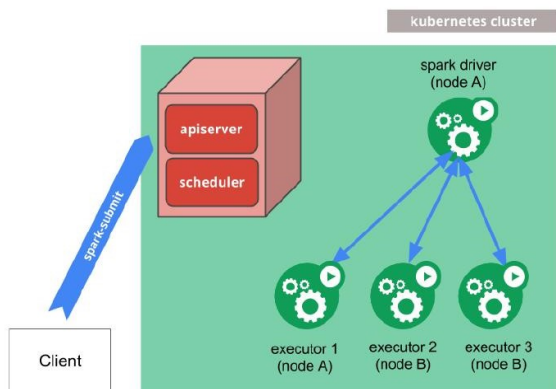 kubernetes cluster
spark driver
(node A)
apiserver
scheduler
spark-submit
executor 1
(node A)
executor 2
(node B)
executor 3
(node B)
Client